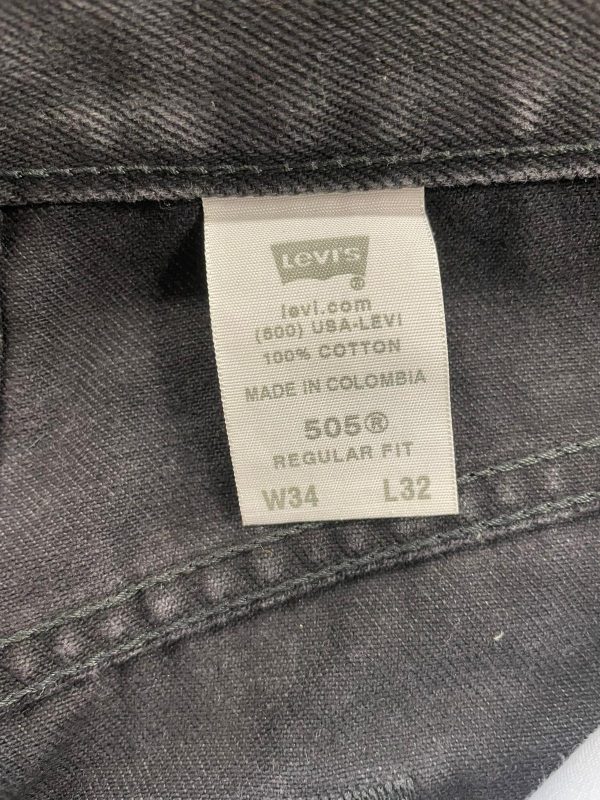 Levi's
®
levi.com
(800) USA-LEVI
100% COTTON
MADE IN COLOMBIA
505®
REGULAR FIT
W34 L32